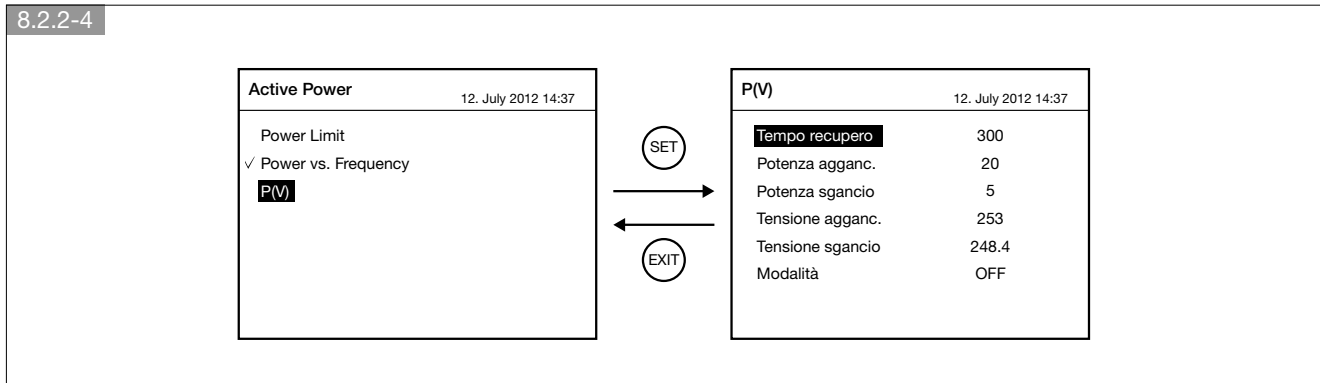 8.2.2-4
Active Power 12. July 2012 14:37
Power Limit
√ Power vs. Frequency
P(V)
SET
EXIT
P(V) 12. July 2012 14:37
Tempo recupero 300
Potenza agganc. 20
Potenza sgancio 5
Tensione agganc. 253
Tensione sgancio 248.4
Modalità OFF